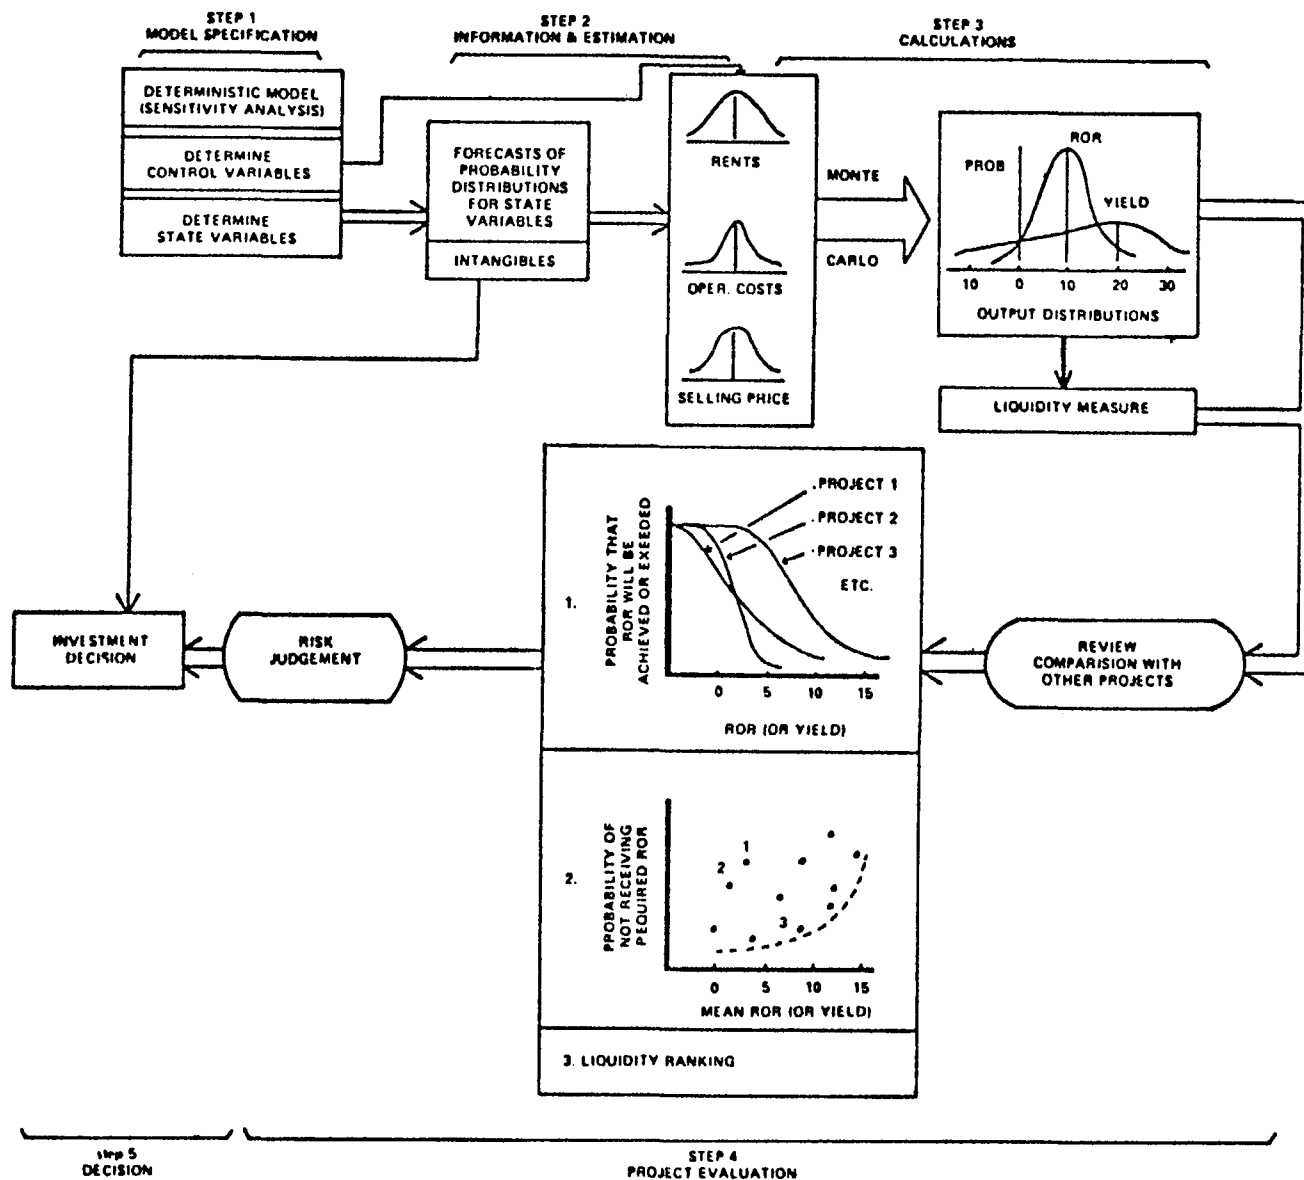 STEP 1
MODEL SPECIFICATION
STEP 2
INFORMATION & ESTIMATION
STEP 3
CALCULATIONS
DETERMINISTIC MODEL
(SENSITIVITY ANALYSIS)
DETERMINE
CONTROL VARIABLES
DETERMINE
STATE VARIABLES
FORECASTS OF
PROBABILITY
DISTRIBUTIONS
FOR STATE
VARIABLES
INTANGIBLES
RENTS
OPER. COSTS
SELLING PRICE
MONTE
CARLO
PROB
ROR
YIELD
10 0 10 20 30
OUTPUT DISTRIBUTIONS
LIQUIDITY MEASURE
1.
PROBABILITY THAT
ROR WILL BE
ACHIEVED OR EXEEDED
PROJECT 1
PROJECT 2
PROJECT 3
ETC.
0 5 10 15
ROR (OR YIELD)
INVESTMENT
DECISION
RISK
JUDGEMENT
REVIEW
COMPARISION WITH
OTHER PROJECTS
2.
PPOBABILITY OF
NOT RECEIVING
PEQUIRED ROR
1
2
3
0 5 10 15
MEAN ROR (OR YIELD)
3. LIQUIDITY RANKING
step 5
DECISION
STEP 4
PROJECT EVALUATION